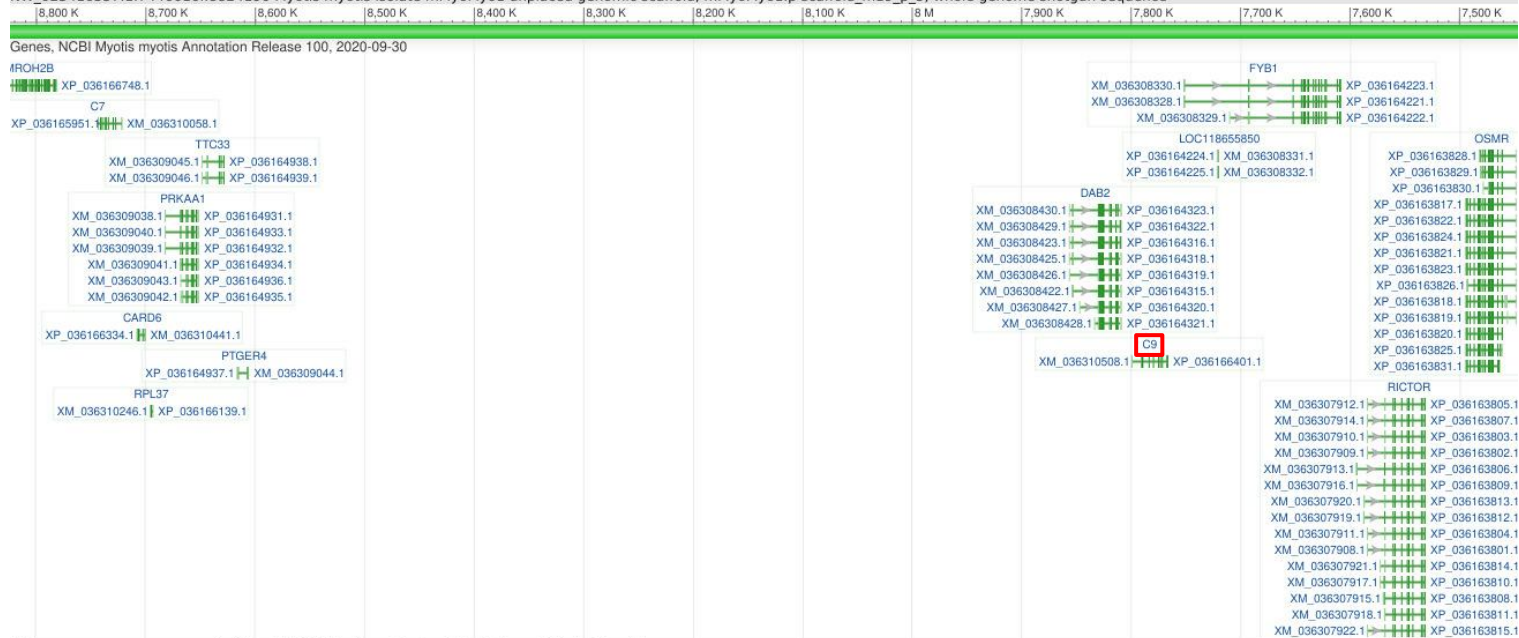 8,800 K 8,700 K 8,600 K 8,500 K 8,400 K 8,300 K 8,200 K 8,100 K 8 M 7,900 K 7,800 K 7,700 K 7,600 K 7,500 K
Genes, NCBI Myotis myotis Annotation Release 100, 2020-09-30
MROH2B
XP_036166748.1
C7
XP_036165951.1 XM_036310058.1
TTC33
XM_036309045.1 XP_036164938.1
XM_036309046.1 XP_036164939.1
PRKAA1
XM_036309038.1 XP_036164931.1
XM_036309040.1 XP_036164933.1
XM_036309039.1 XP_036164932.1
XM_036309041.1 XP_036164934.1
XM_036309043.1 XP_036164936.1
XM_036309042.1 XP_036164935.1
CARD6
XP_036166334.1 XM_036310441.1
PTGER4
XP_036164937.1 XM_036309044.1
RPL37
XM_036310246.1 XP_036166139.1
FYB1
XM_036308330.1 XP_036164223.1
XM_036308328.1 XP_036164221.1
XM_036308329.1 XP_036164222.1
LOC118655850
XP_036164224.1 XM_036308331.1
XP_036164225.1 XM_036308332.1
DAB2
XM_036308430.1 XP_036164323.1
XM_036308429.1 XP_036164322.1
XM_036308423.1 XP_036164316.1
XM_036308425.1 XP_036164318.1
XM_036308426.1 XP_036164319.1
XM_036308422.1 XP_036164315.1
XM_036308427.1 XP_036164320.1
XM_036308428.1 XP_036164321.1
C9
XM_036310508.1 XP_036166401.1
OSMR
XP_036163828.1
XP_036163829.1
XP_036163830.1
XP_036163817.1
XP_036163822.1
XP_036163824.1
XP_036163821.1
XP_036163823.1
XP_036163826.1
XP_036163818.1
XP_036163819.1
XP_036163820.1
XP_036163825.1
XP_036163831.1
RICTOR
XM_036307912.1 XP_036163805.1
XM_036307914.1 XP_036163807.1
XM_036307910.1 XP_036163803.1
XM_036307909.1 XP_036163802.1
XM_036307913.1 XP_036163806.1
XM_036307916.1 XP_036163809.1
XM_036307920.1 XP_036163813.1
XM_036307919.1 XP_036163812.1
XM_036307911.1 XP_036163804.1
XM_036307908.1 XP_036163801.1
XM_036307921.1 XP_036163814.1
XM_036307917.1 XP_036163810.1
XM_036307915.1 XP_036163808.1
XM_036307918.1 XP_036163811.1
XM_036307922.1 XP_036163815.1